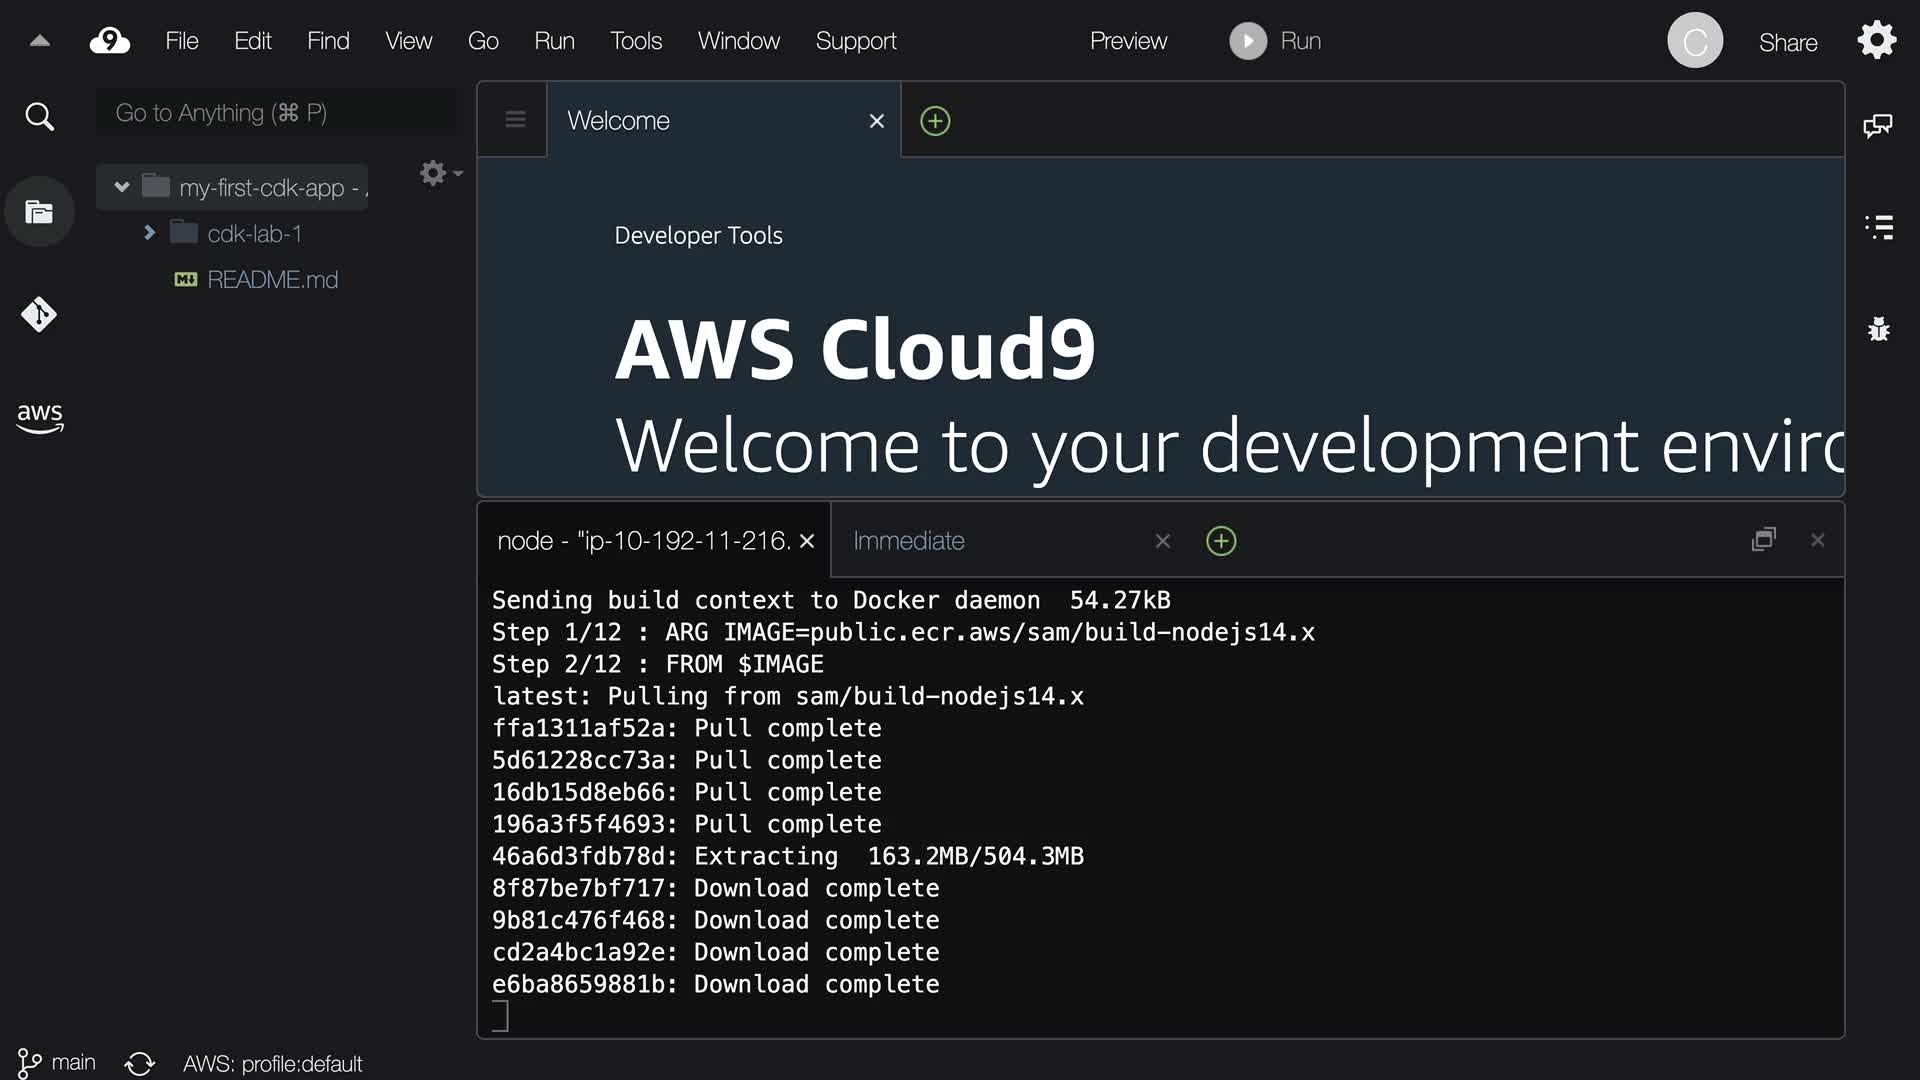 9 File Edit Find View Go Run Tools Window Support Preview Run C Share
Go to Anything (⌘ P)
my-first-cdk-app -
cdk-lab-1
M↓ README.md
aws
Welcome
Developer Tools
AWS Cloud9
Welcome to your development
node - "ip-10-192-11-216. Immediate
Sending build context to Docker daemon  54.27kB
Step 1/12 : ARG IMAGE=public.ecr.aws/sam/build-nodejs14.x
Step 2/12 : FROM $IMAGE
latest: Pulling from sam/build-nodejs14.x
ffa1311af52a: Pull complete
5d61228cc73a: Pull complete
16db15d8eb66: Pull complete
196a3f5f4693: Pull complete
46a6d3fdb78d: Extracting  163.2MB/504.3MB
8f87be7bf717: Download complete
9b81c476f468: Download complete
cd2a4bc1a92e: Download complete
e6ba8659881b: Download complete
main AWS: profile:default